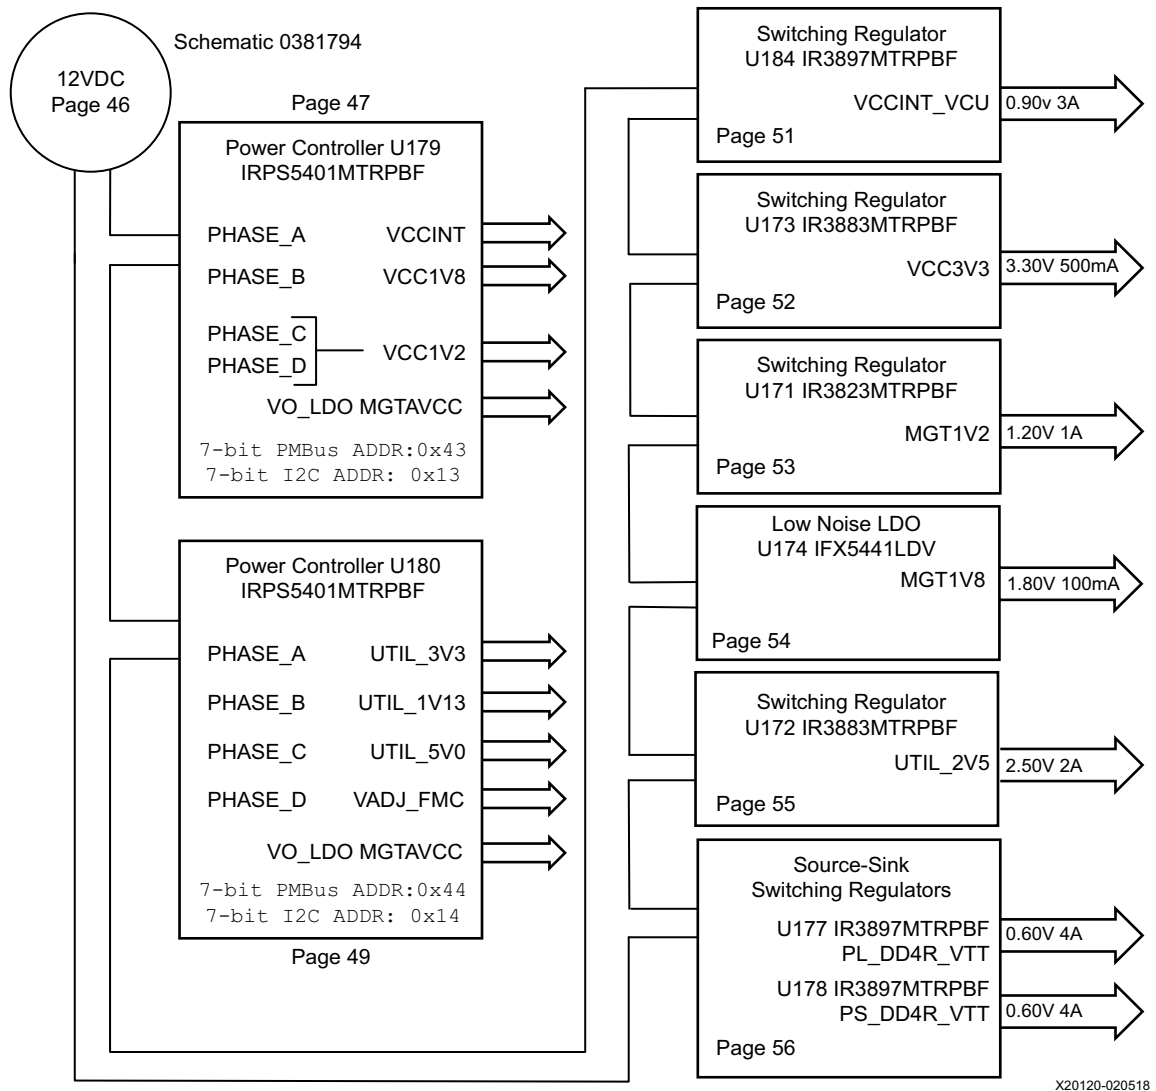 Schematic 0381794
12VDC
Page 46
Page 47
Power Controller U179
IRPS5401MTRPBF
PHASE_A VCCINT
PHASE_B VCC1V8
PHASE_C
PHASE_D
VCC1V2
VO_LDO MGTAVCC
7-bit PMBus ADDR:0x43
7-bit I2C ADDR: 0x13
Power Controller U180
IRPS5401MTRPBF
PHASE_A UTIL_3V3
PHASE_B UTIL_1V13
PHASE_C UTIL_5V0
PHASE_D VADJ_FMC
VO_LDO MGTAVCC
7-bit PMBus ADDR:0x44
7-bit I2C ADDR: 0x14
Page 49
Switching Regulator
U184 IR3897MTRPBF
VCCINT_VCU
0.90v 3A
Page 51
Switching Regulator
U173 IR3883MTRPBF
VCC3V3
3.30V 500mA
Page 52
Switching Regulator
U171 IR3823MTRPBF
MGT1V2
1.20V 1A
Page 53
Low Noise LDO
U174 IFX5441LDV
MGT1V8
1.80V 100mA
Page 54
Switching Regulator
U172 IR3883MTRPBF
UTIL_2V5
2.50V 2A
Page 55
Source-Sink
Switching Regulators
U177 IR3897MTRPBF
PL_DD4R_VTT
0.60V 4A
U178 IR3897MTRPBF
PS_DD4R_VTT
0.60V 4A
Page 56
X20120-020518